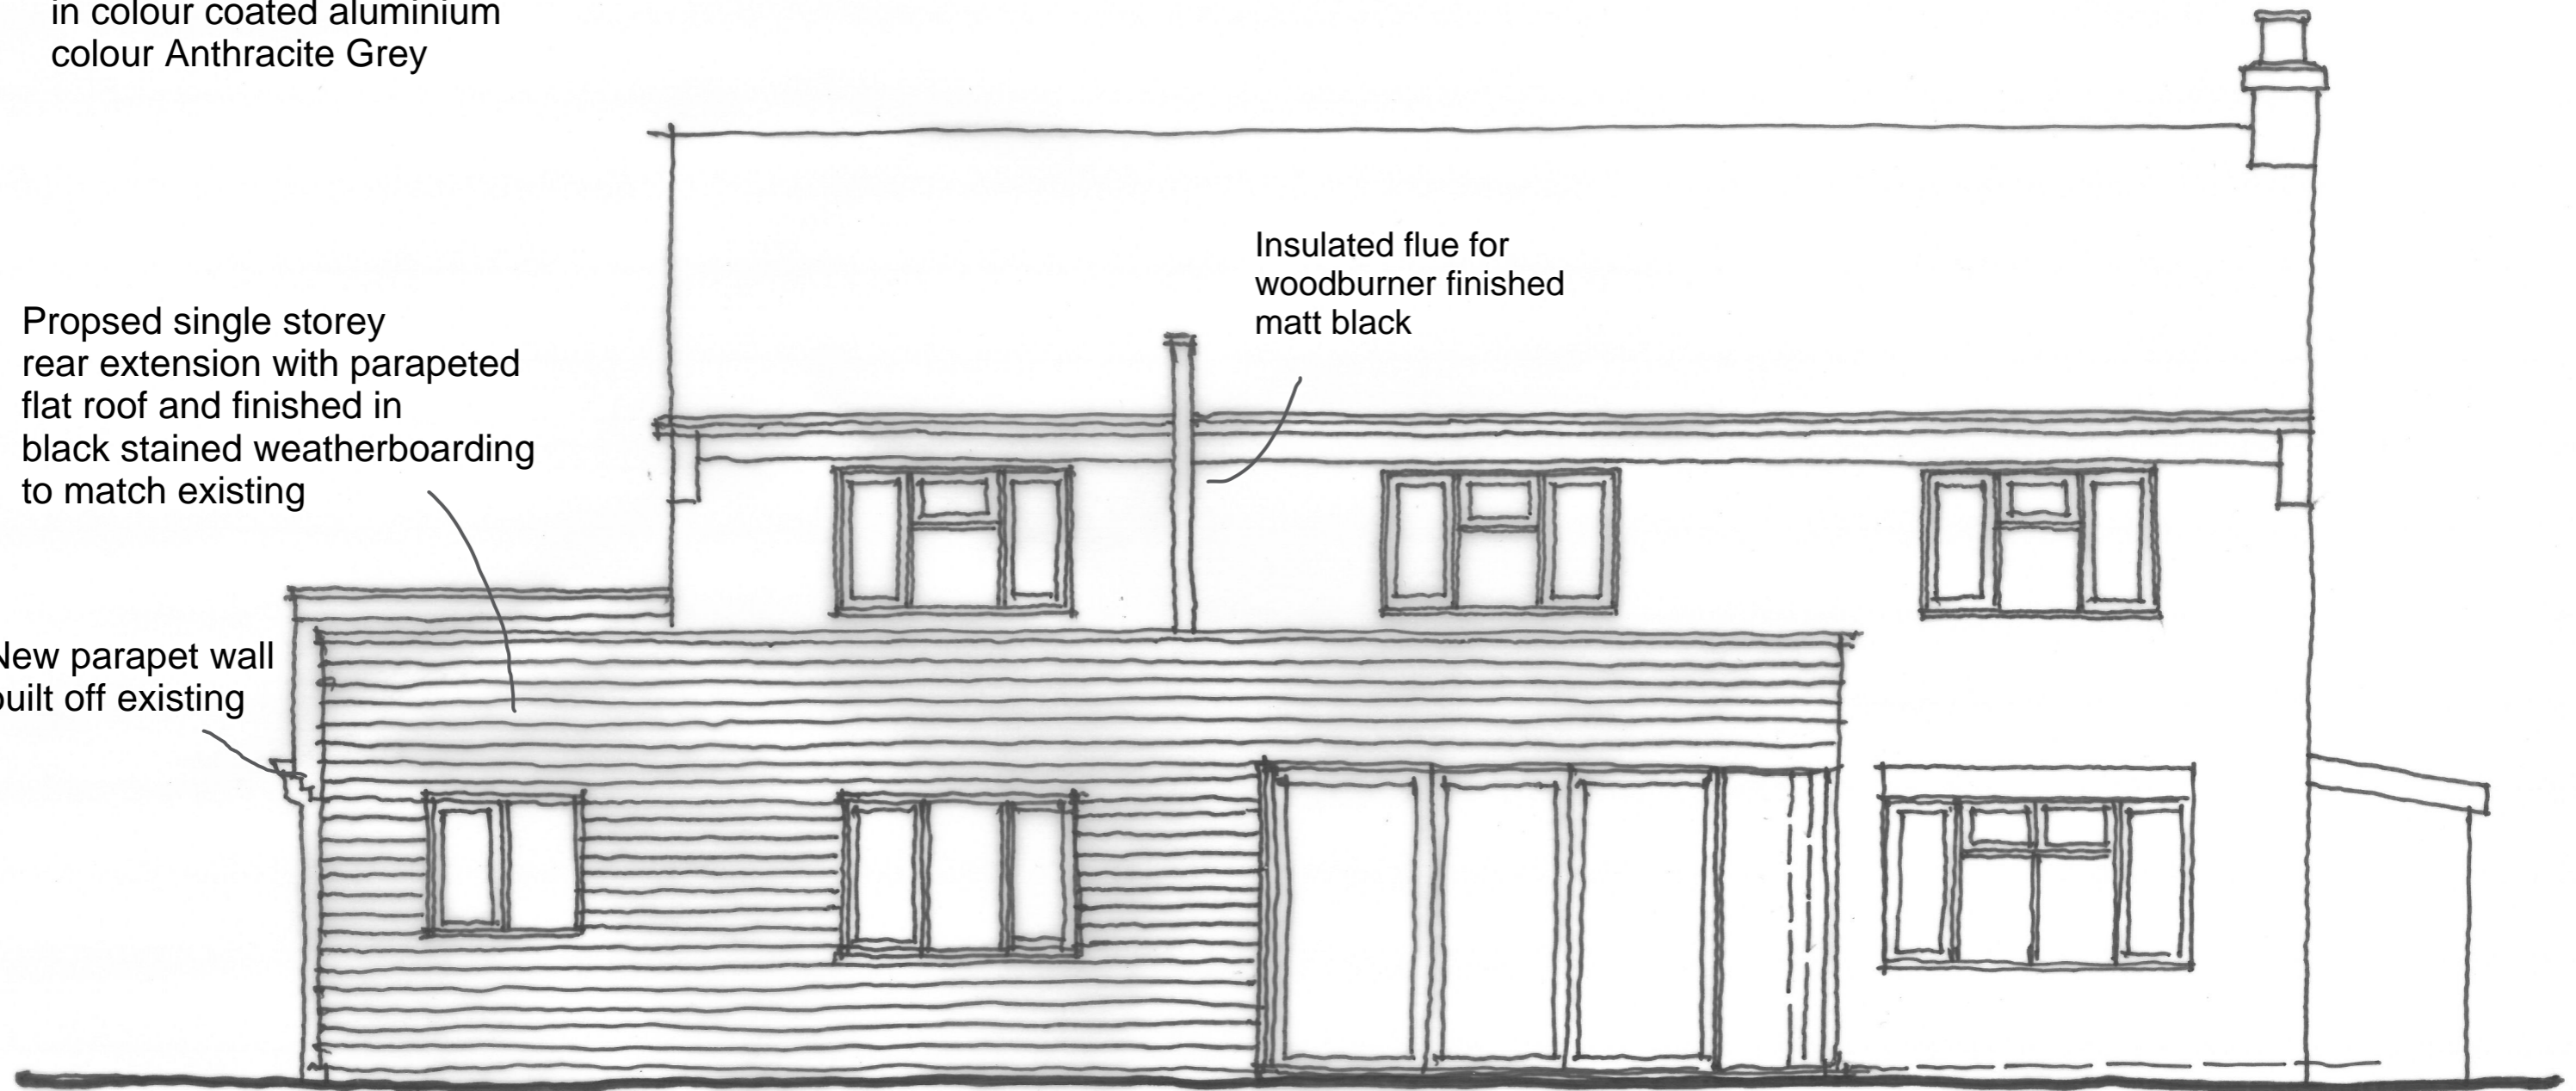 in colour coated aluminium
colour Anthracite Grey
Insulated flue for
woodburner finished
matt black
Propsed single storey
rear extension with parapeted
flat roof and finished in
black stained weatherboarding
to match existing
New parapet wall
built off existing